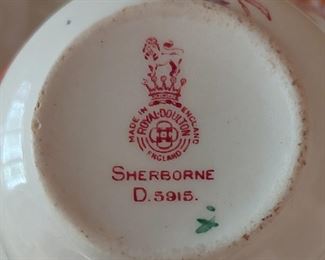 MADE IN ENGLAND
ROYAL·DOULTON
ENGLAND
SHERBORNE
D.5915.